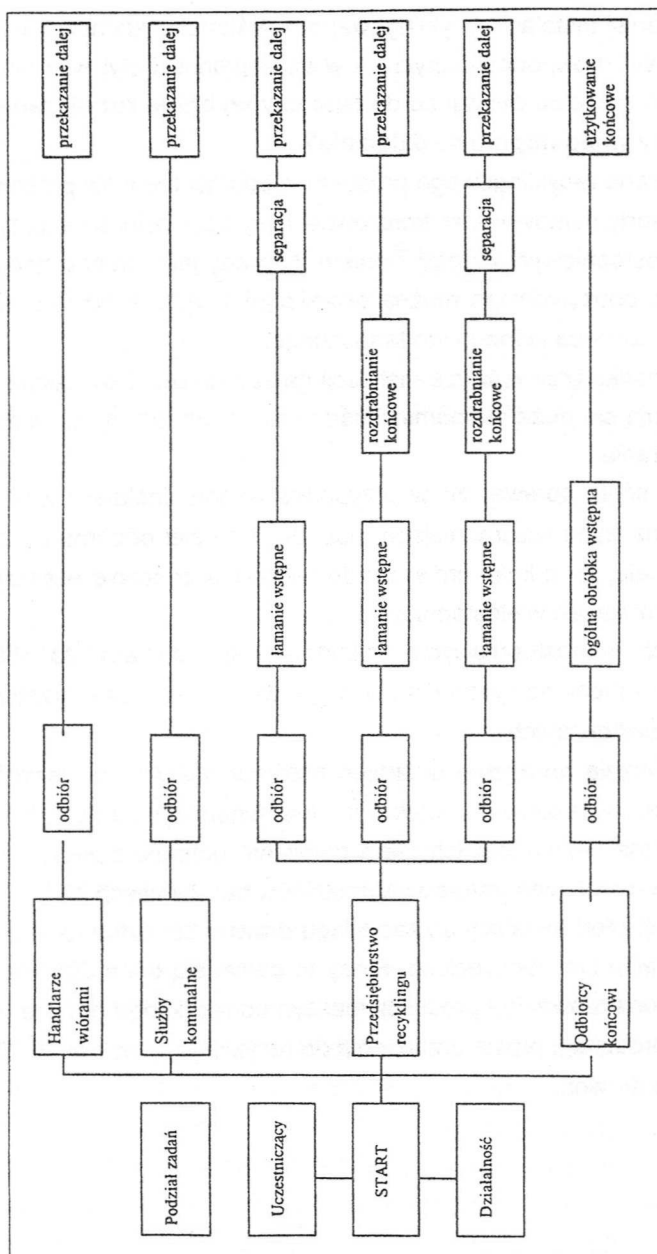 Podział zadań
Uczestniczący
START
Działalność
Handlarze
wiórami
odbiór
przekazanie dalej
Służby
komunalne
odbiór
przekazanie dalej
Przedsiębiorstwo
recyklingu
odbiór
łamanie wstępne
separacja
przekazanie dalej
odbiór
łamanie wstępne
rozdrabnianie
końcowe
przekazanie dalej
odbiór
łamanie wstępne
rozdrabnianie
końcowe
separacja
przekazanie dalej
Odbiorcy
końcowi
odbiór
ogólna obróbka wstępna
użytkowanie
końcowe